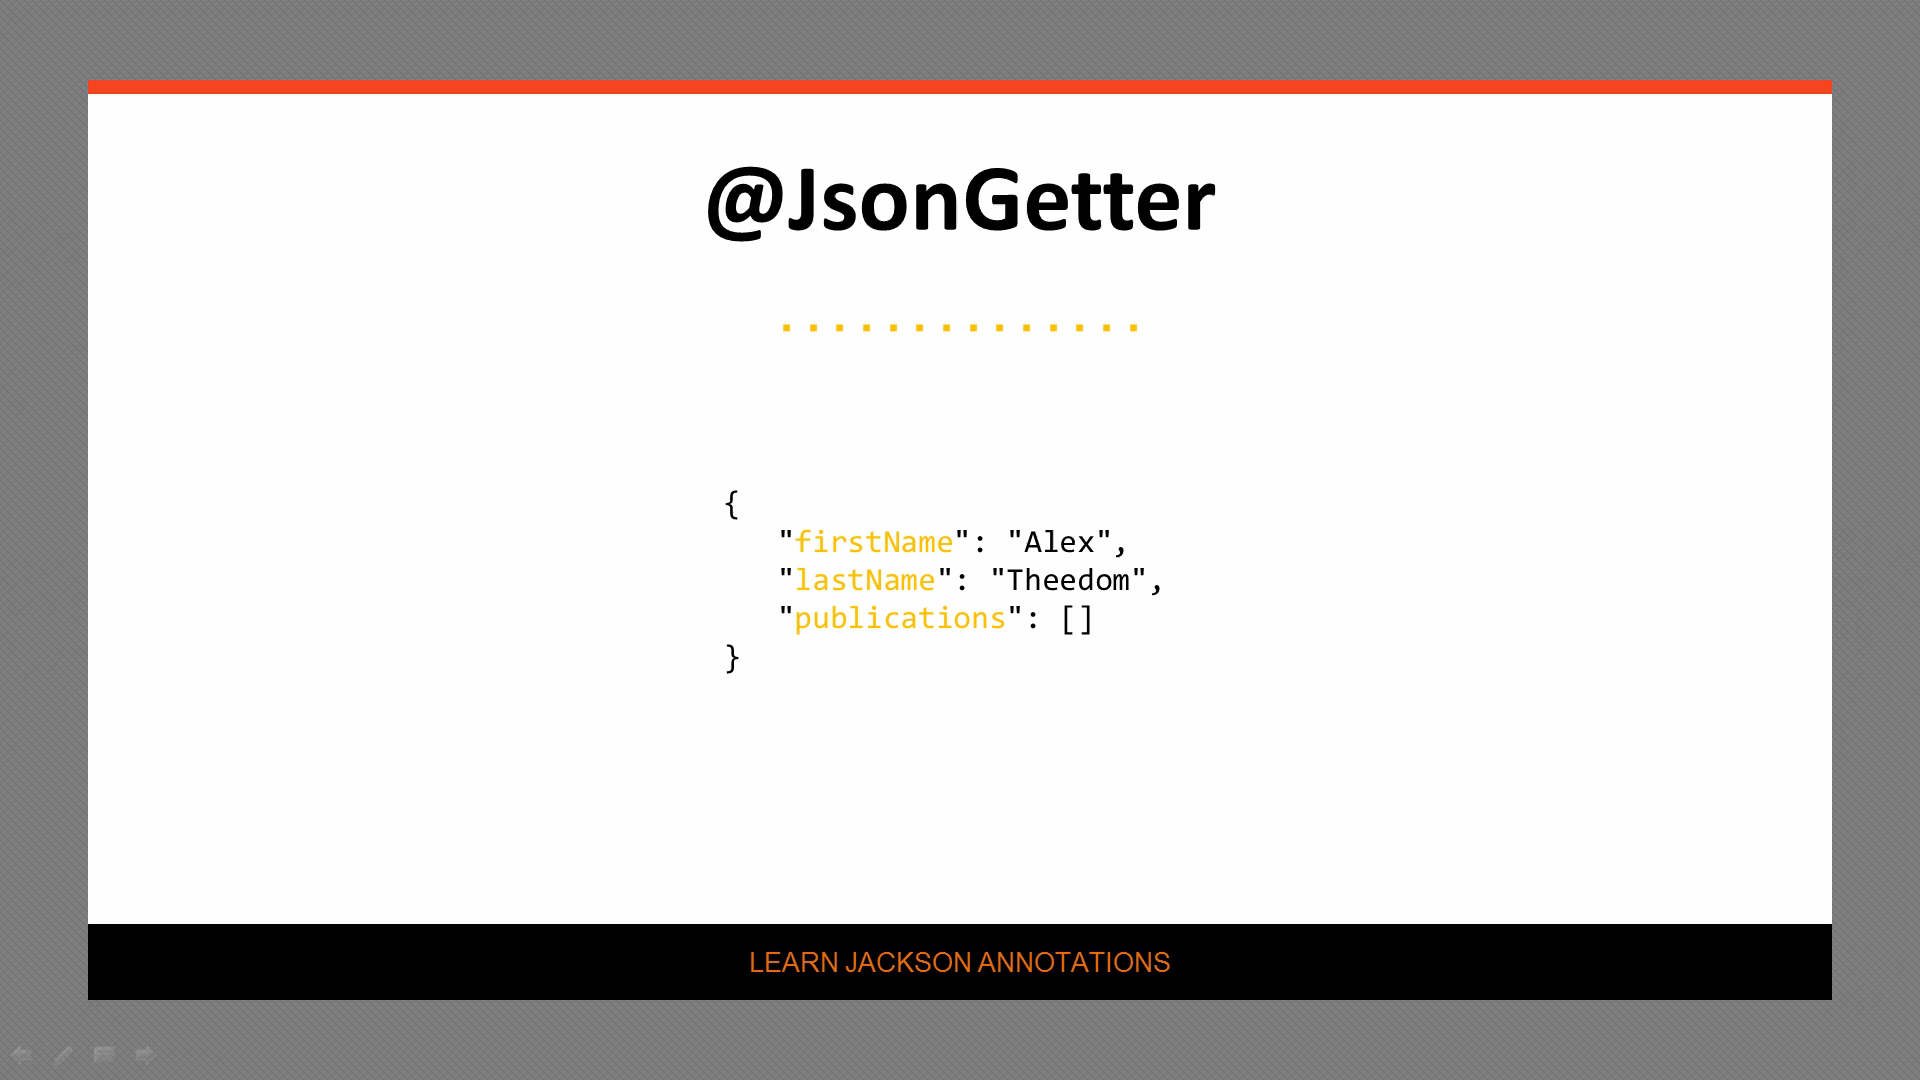 @JsonGetter
{
"firstName": "Alex",
"lastName": "Theedom",
"publications": []
}
LEARN JACKSON ANNOTATIONS